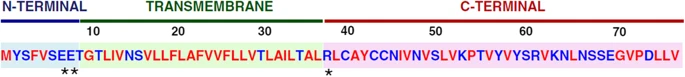 N-TERMINAL TRANSMEMBRANE C-TERMINAL
10 20 30 40 50 60 70
MYSFVSEETGTLIVNSVLLFLAFVVFLLVTLAILTALRLCAYCCNIVNVSLVKPTVYVYSRVKNLNSSEGVPDLLV
** *